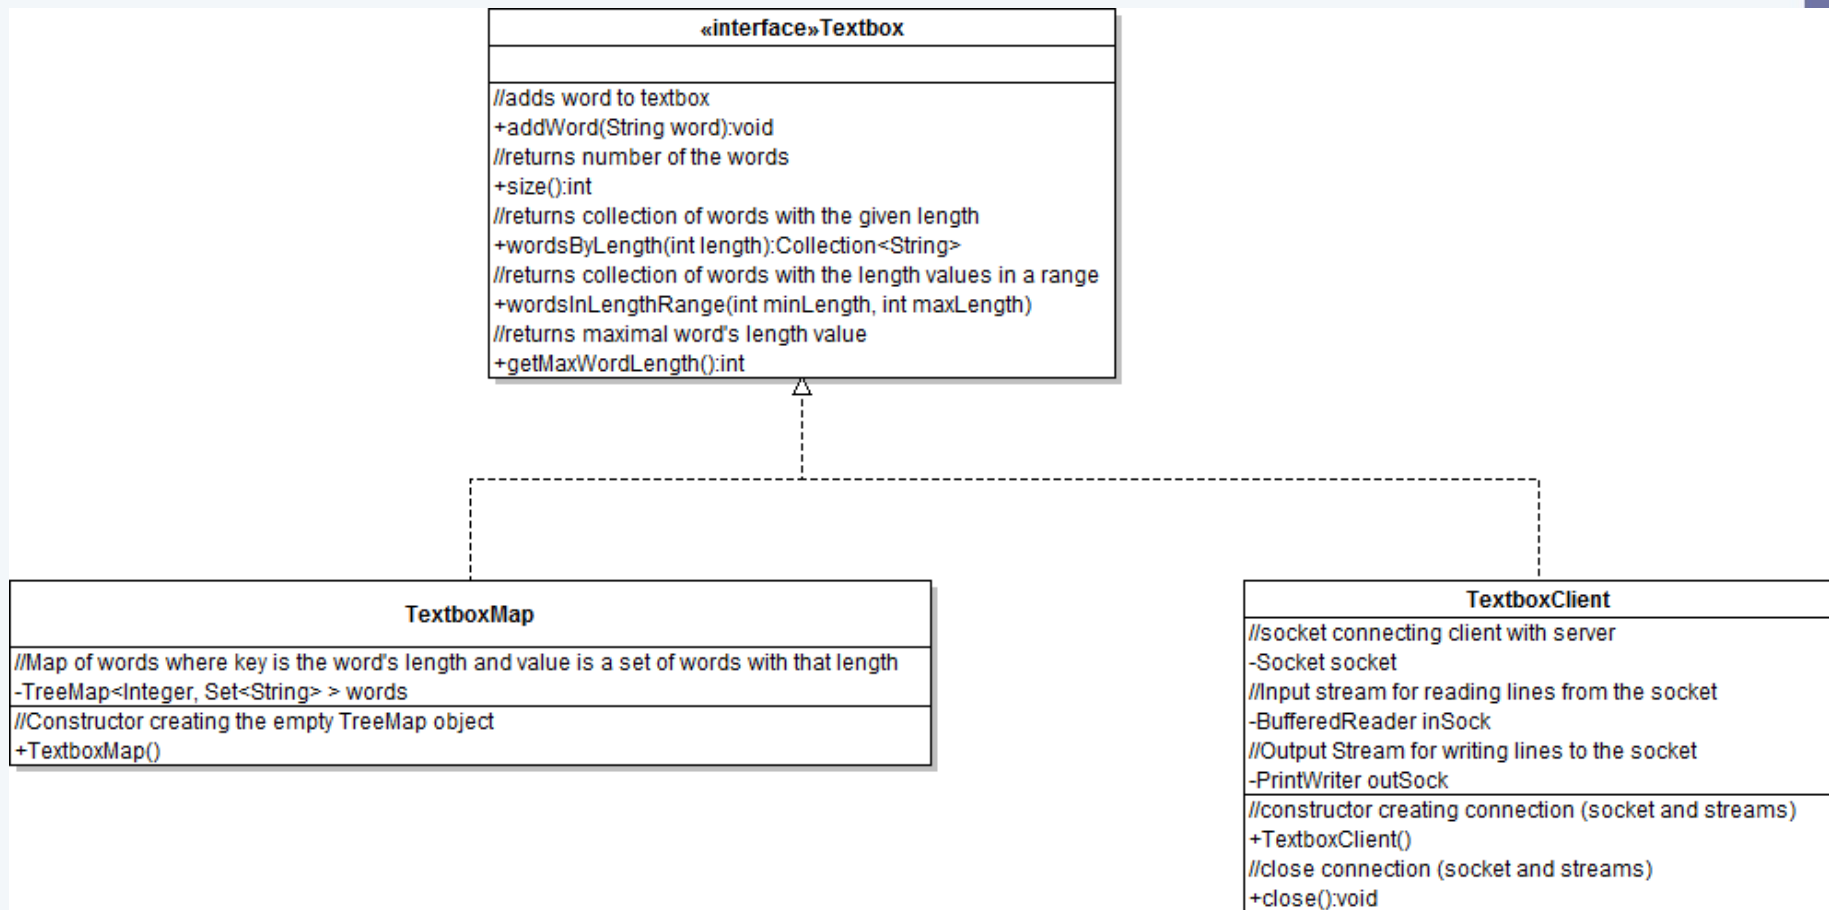 «interface»Textbox
//adds word to textbox
+addWord(String word):void
//returns number of the words
+size():int
//returns collection of words with the given length
+wordsByLength(int length):Collection<String>
//returns collection of words with the length values in a range
+wordsInLengthRange(int minLength, int maxLength)
//returns maximal word's length value
+getMaxWordLength():int
TextboxMap
//Map of words where key is the word's length and value is a set of words with that length
-TreeMap<Integer, Set<String> > words
//Constructor creating the empty TreeMap object
+TextboxMap()
TextboxClient
//socket connecting client with server
-Socket socket
//Input stream for reading lines from the socket
-BufferedReader inSock
//Output Stream for writing lines to the socket
-PrintWriter outSock
//constructor creating connection (socket and streams)
+TextboxClient()
//close connection (socket and streams)
+close():void